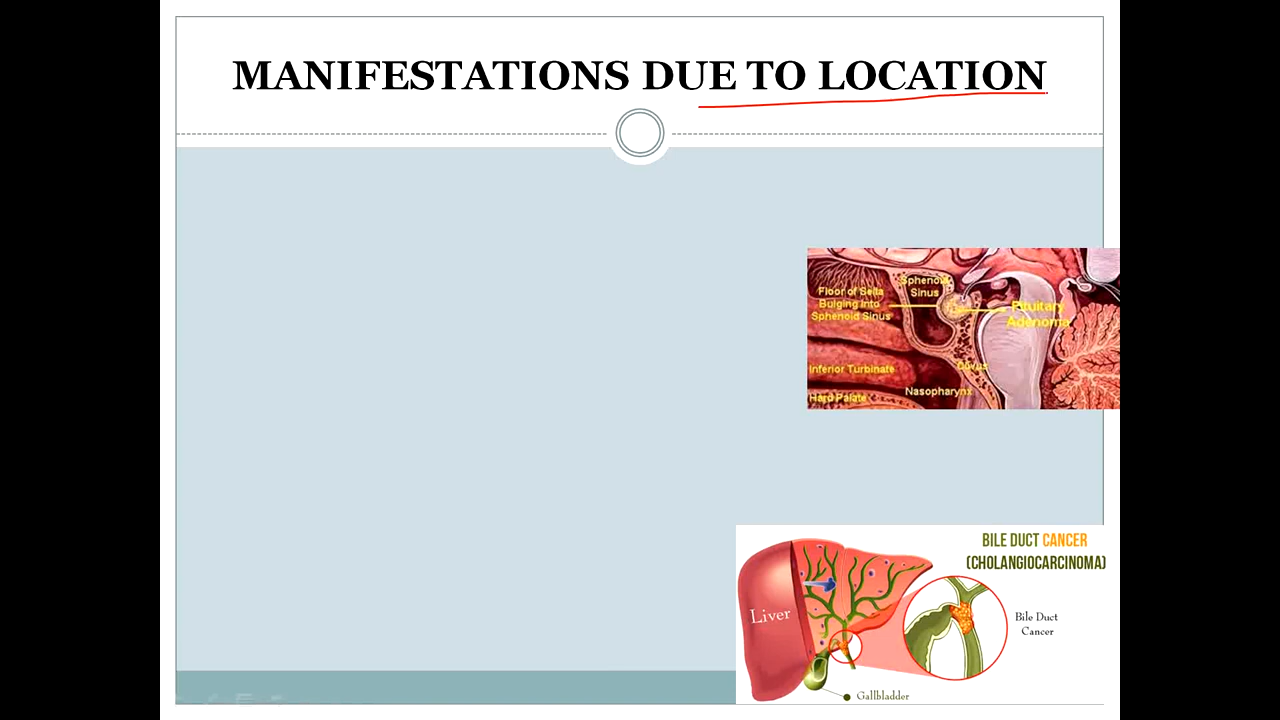 MANIFESTATIONS DUE TO LOCATION
Sphenoid
Sinus
Floor of Sella
Bulging into
Sphenoid Sinus
Pituitary
Adenoma
Inferior Turbinate
Clivus
Nasopharynx
Hard Palate
BILE DUCT CANCER
(CHOLANGIOCARCINOMA)
Liver
Bile Duct
Cancer
Gallbladder